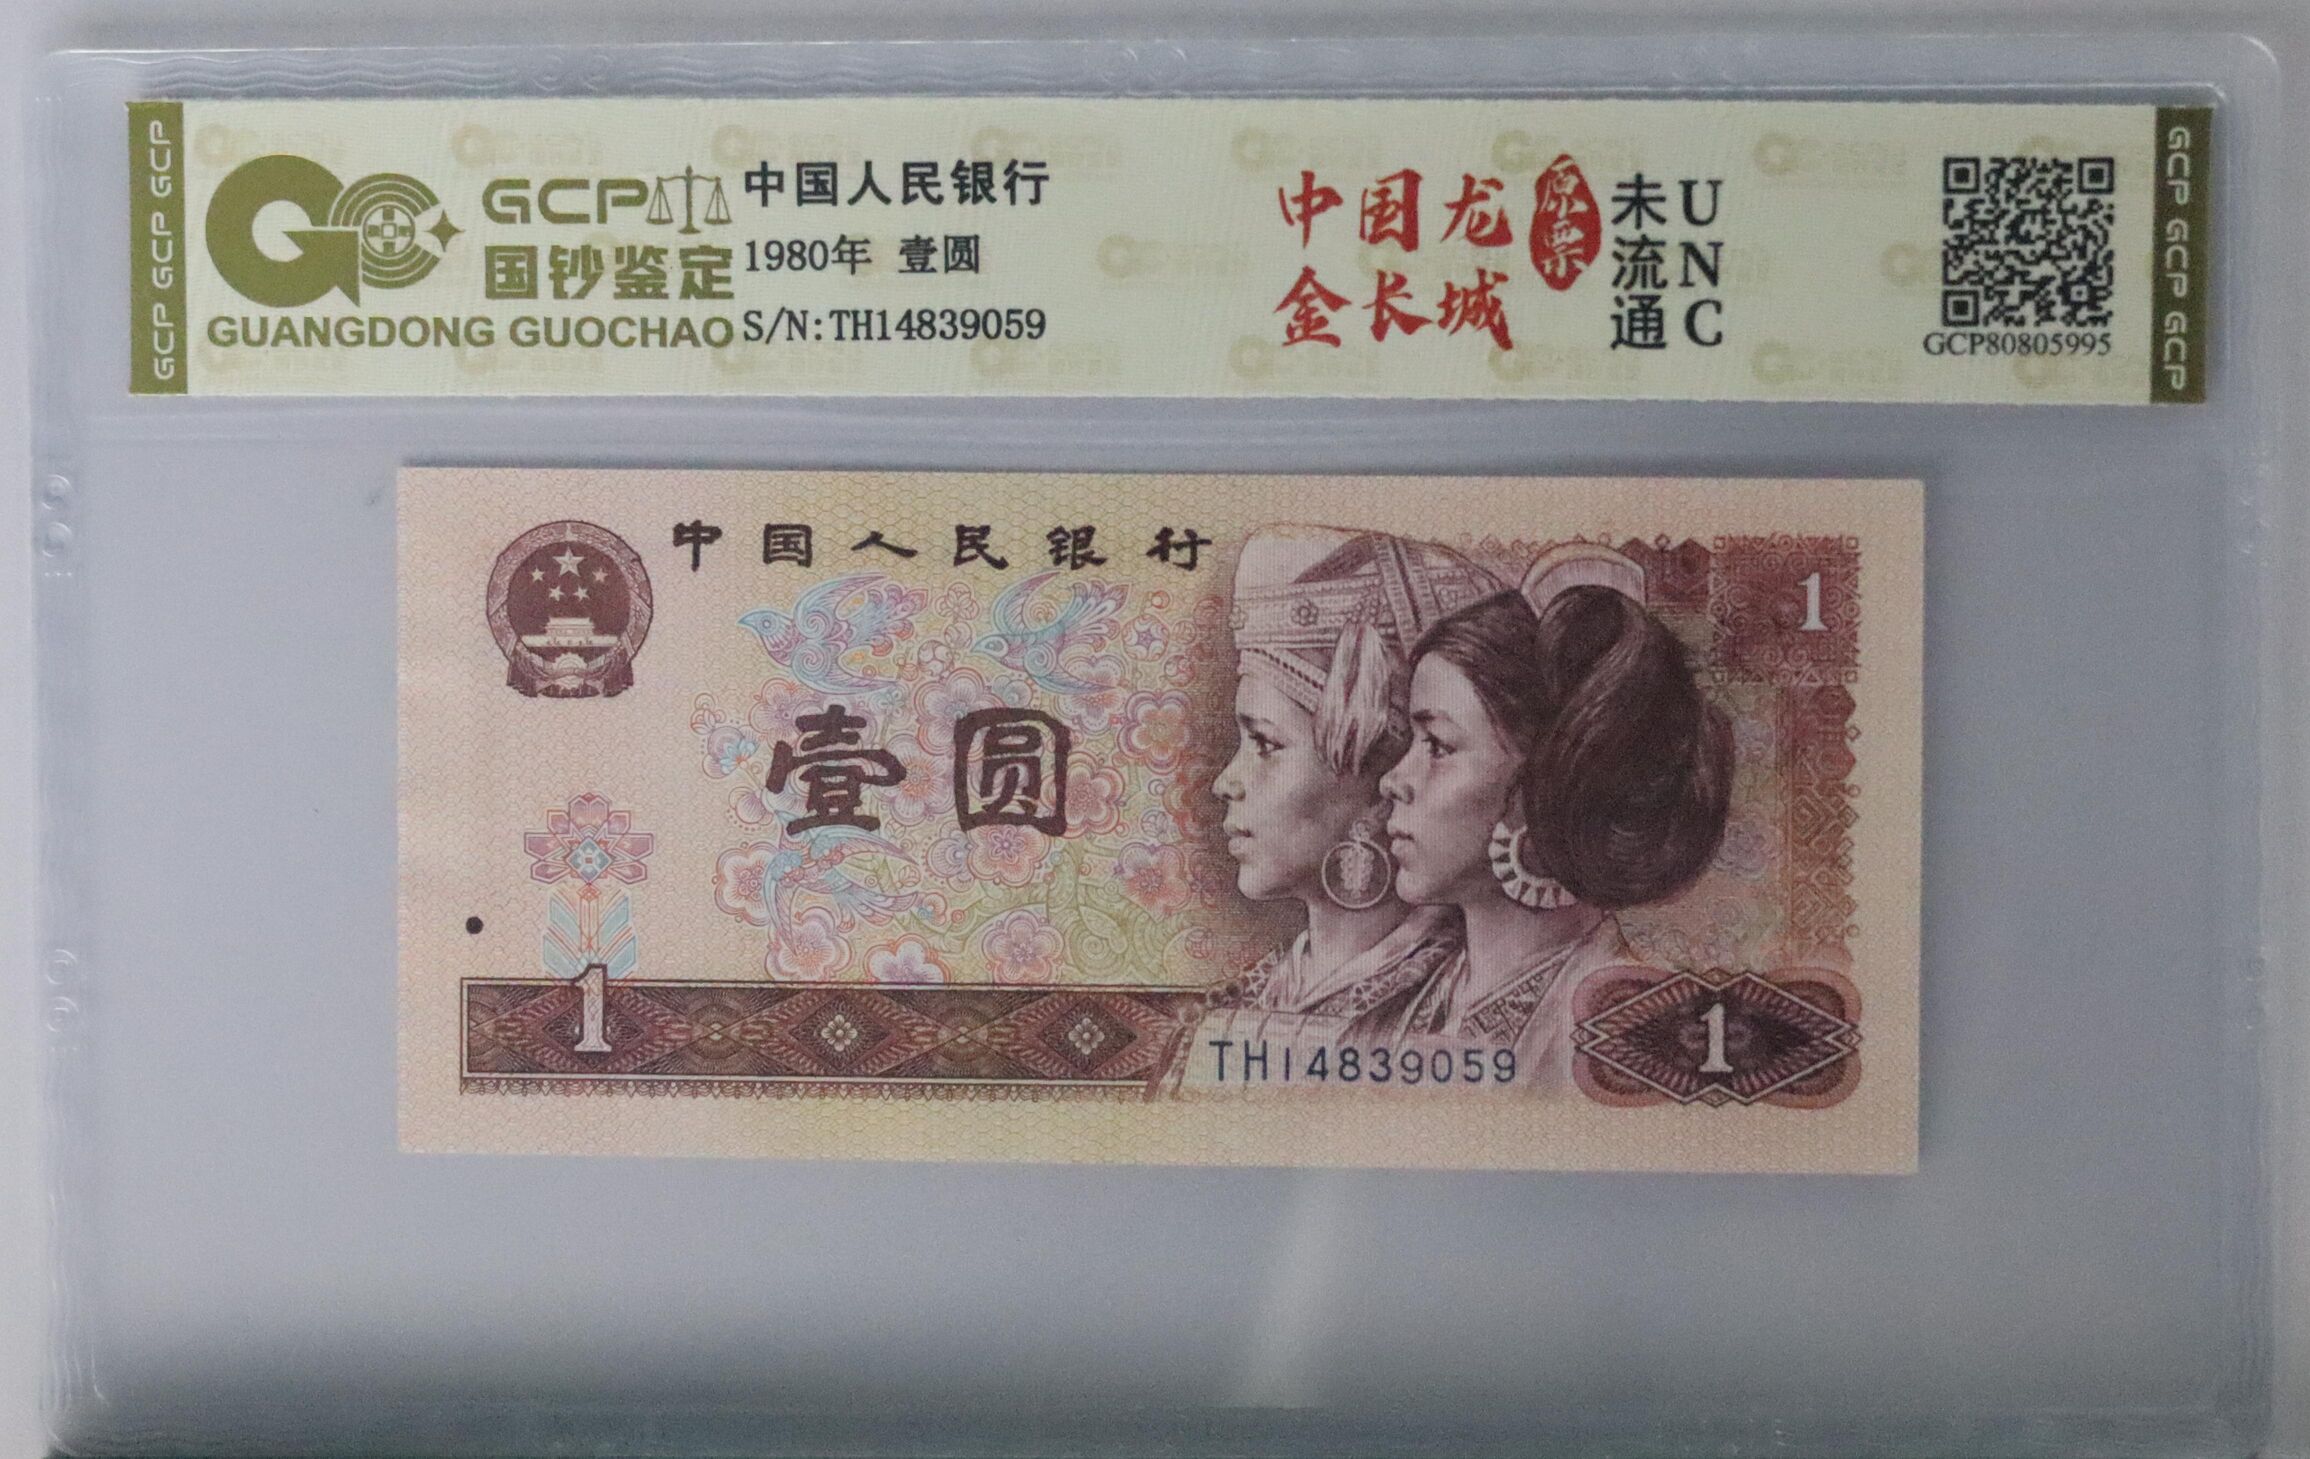 GCP GCP GCP
GCP
国钞鉴定
GUANGDONG GUOCHAO
中国人民银行
1980年 壹圆
S/N:TH14839059
中国龙
金长城
原票
未流通
UNC
GCP80805995
GCP GCP GCP
中国人民银行
1
壹圆
1
TH14839059
1